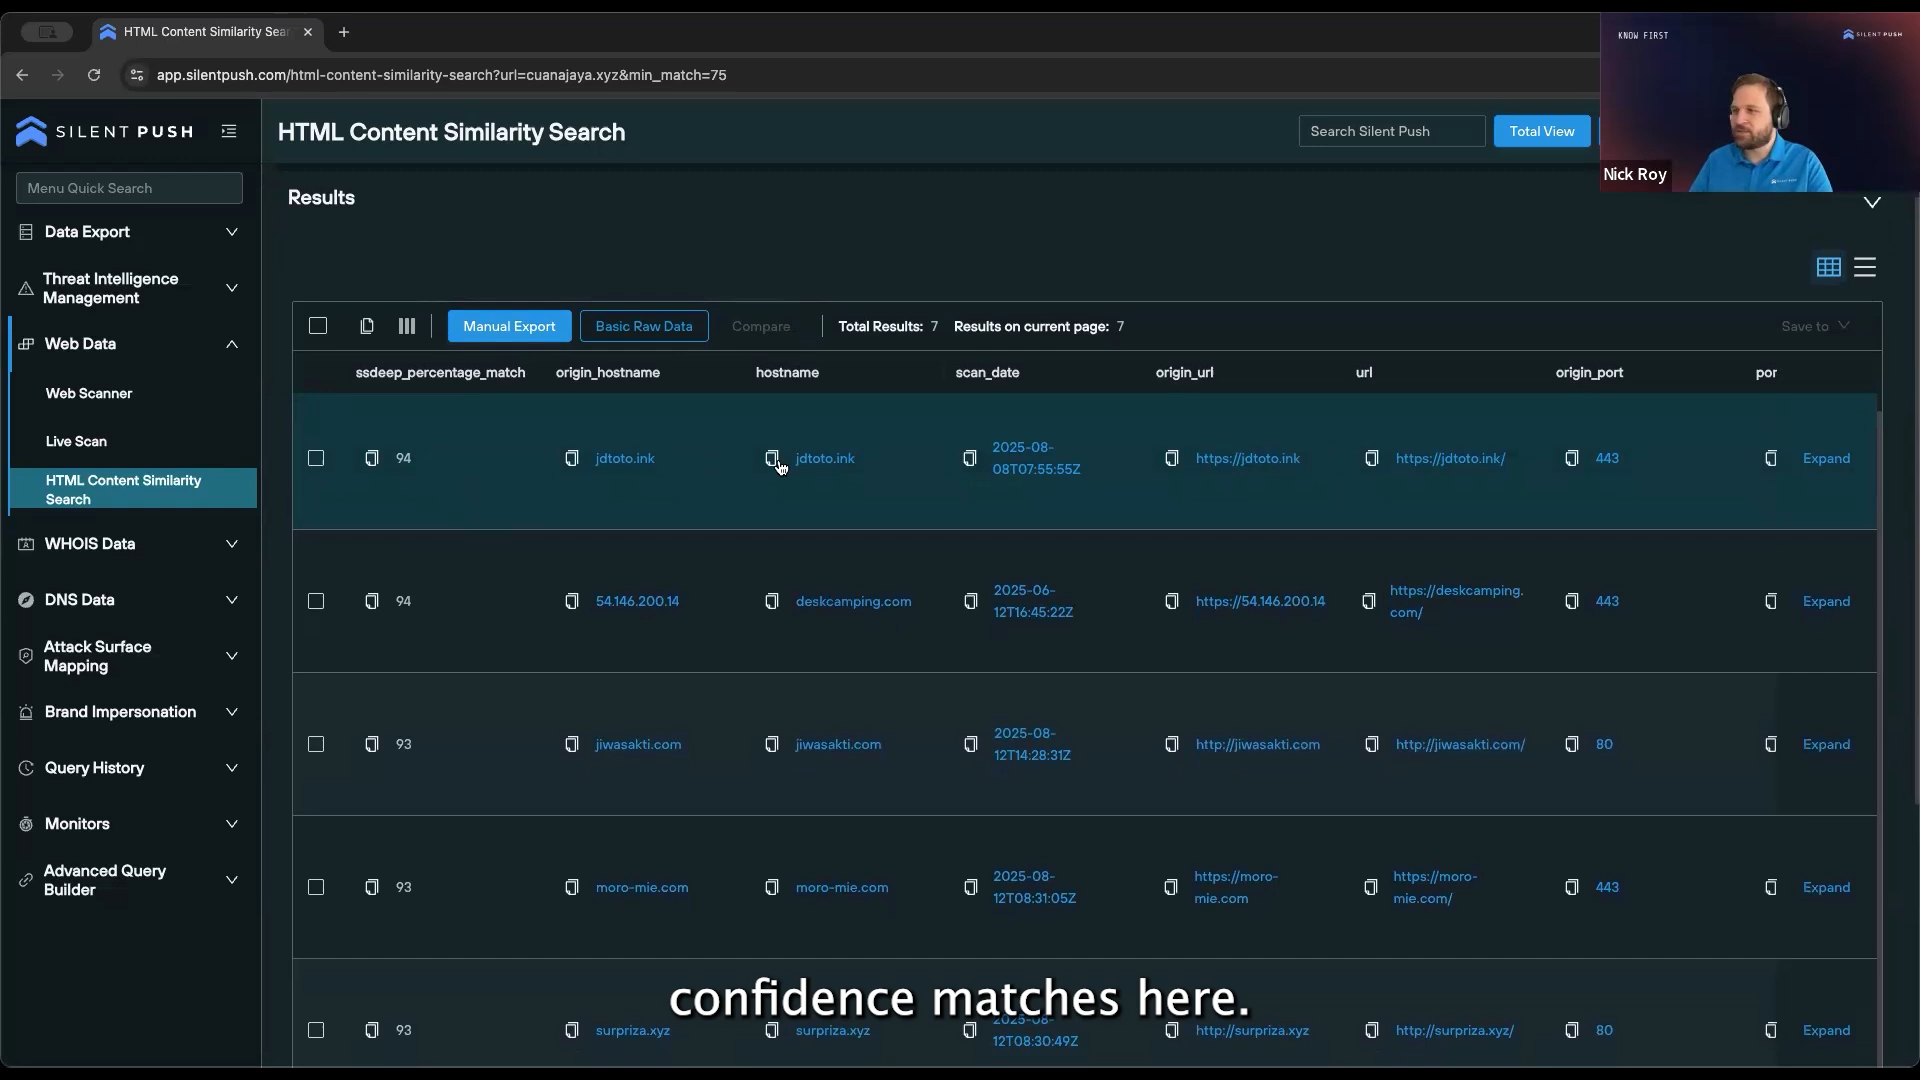 HTML Content Similarity Sear
app.silentpush.com/html-content-similarity-search?url=cuanajaya.xyz&min_match=75
KNOW FIRST
SILENT PUSH
Nick Roy
SILENT PUSH
HTML Content Similarity Search
Search Silent Push
Total View
Menu Quick Search
Data Export
Threat Intelligence
Management
Web Data
Web Scanner
Live Scan
HTML Content Similarity
Search
WHOIS Data
DNS Data
Attack Surface
Mapping
Brand Impersonation
Query History
Monitors
Advanced Query
Builder
Results
Manual Export Basic Raw Data Compare Total Results: 7 Results on current page: 7 Save to
ssdeep_percentage_match origin_hostname hostname scan_date origin_url url origin_port por
94 jdtoto.ink jdtoto.ink 2025-08-
08T07:55:55Z https://jdtoto.ink https://jdtoto.ink/ 443 Expand
94 54.146.200.14 deskcamping.com 2025-06-
12T16:45:22Z https://54.146.200.14 https://deskcamping.
com/ 443 Expand
93 jiwasakti.com jiwasakti.com 2025-08-
12T14:28:31Z http://jiwasakti.com http://jiwasakti.com/ 80 Expand
93 moro-mie.com moro-mie.com 2025-08-
12T08:31:05Z https://moro-
mie.com https://moro-
mie.com/ 443 Expand
93 surpriza.xyz surpriza.xyz 2025-08-
12T08:30:49Z http://surpriza.xyz http://surpriza.xyz/ 80 Expand
confidence matches here.